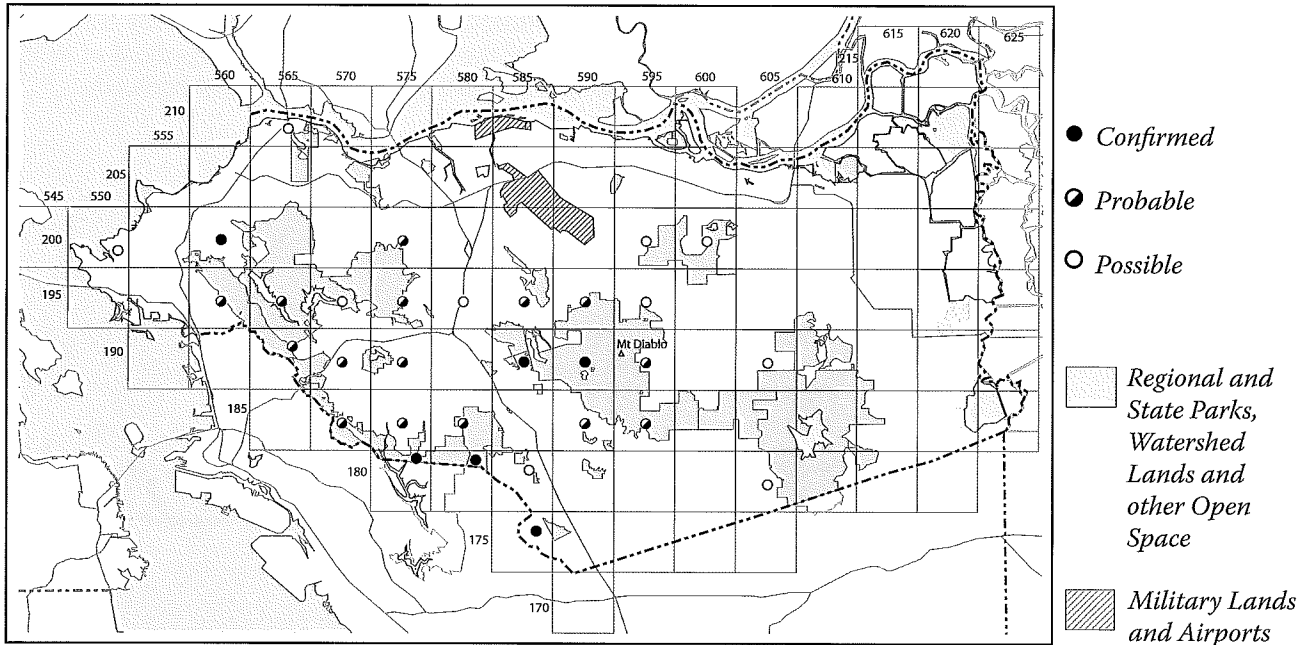 615
620
625
215
610
560
565
570
575
580
585
590
595
600
605
210
555
205
545
550
200
195
190
Mt Diablo
185
180
175
170
Confirmed
Probable
Possible
Regional and
State Parks,
Watershed
Lands and
other Open
Space
Military Lands
and Airports